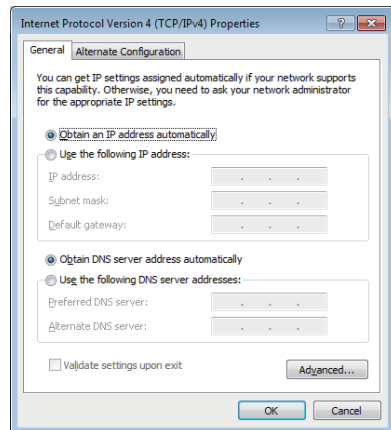 Internet Protocol Version 4 (TCP/IPv4) Properties
General
Alternate Configuration
You can get IP settings assigned automatically if your network supports
this capability. Otherwise, you need to ask your network administrator
for the appropriate IP settings.
Obtain an IP address automatically
Use the following IP address:
IP address:
Subnet mask:
Default gateway:
Obtain DNS server address automatically
Use the following DNS server addresses:
Preferred DNS server:
Alternate DNS server:
Validate settings upon exit
Advanced...
OK
Cancel